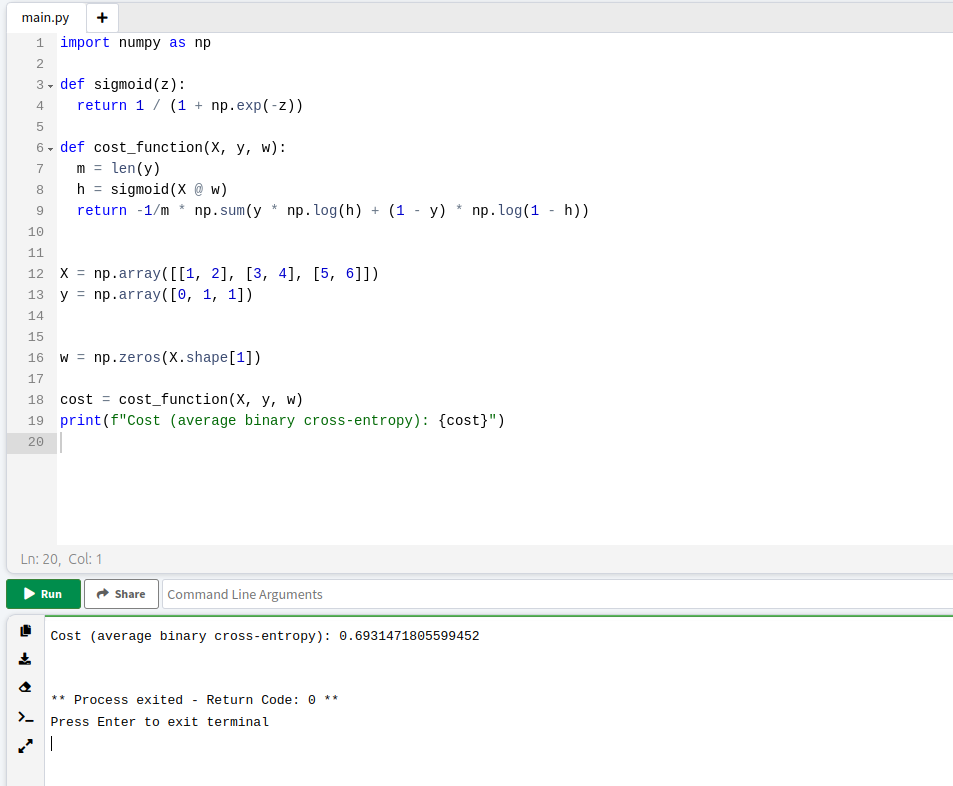 main.py +
1 import numpy as np
2
3 def sigmoid(z):
4   return 1 / (1 + np.exp(-z))
5
6 def cost_function(X, y, w):
7   m = len(y)
8   h = sigmoid(X @ w)
9   return -1/m * np.sum(y * np.log(h) + (1 - y) * np.log(1 - h))
10
11
12 X = np.array([[1, 2], [3, 4], [5, 6]])
13 y = np.array([0, 1, 1])
14
15
16 w = np.zeros(X.shape[1])
17
18 cost = cost_function(X, y, w)
19 print(f"Cost (average binary cross-entropy): {cost}")
20
Ln: 20, Col: 1
Run Share Command Line Arguments
Cost (average binary cross-entropy): 0.6931471805599452
** Process exited - Return Code: 0 **
Press Enter to exit terminal